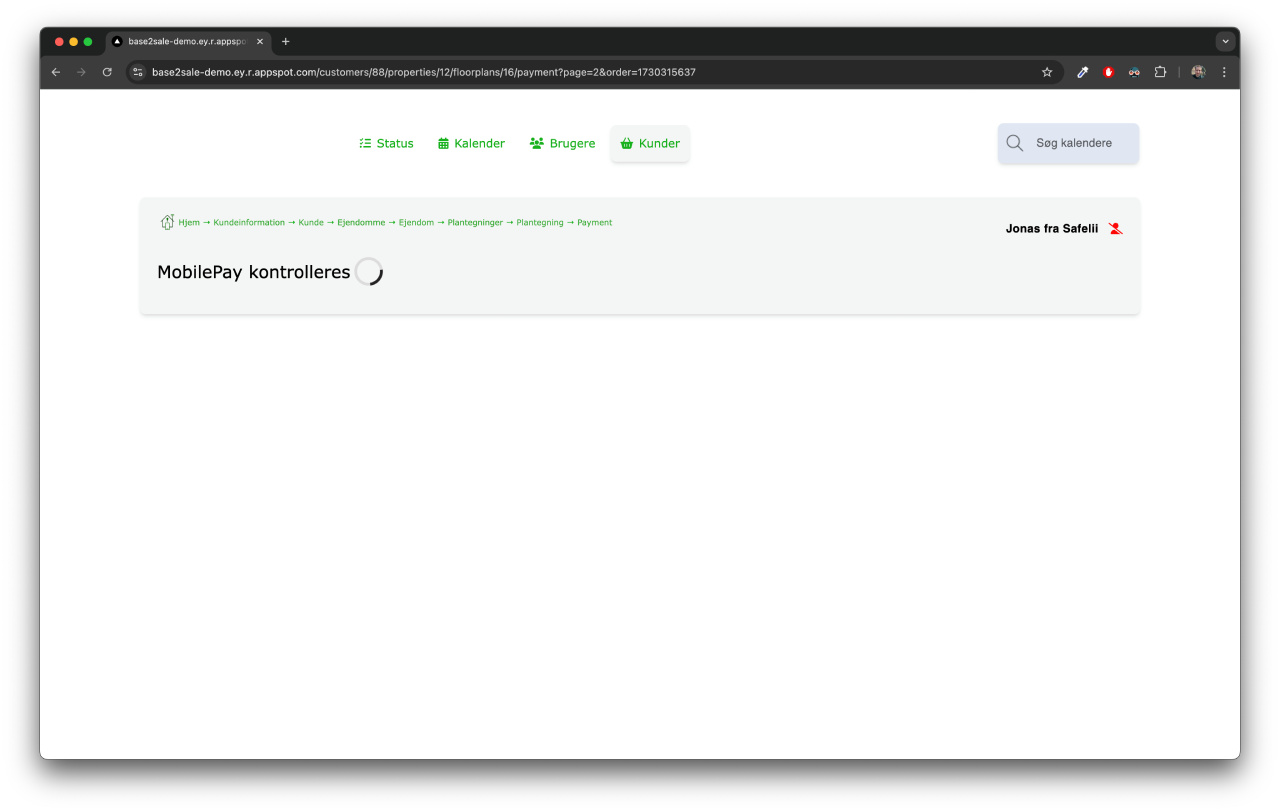 base2sale-demo.ey.r.appspo
base2sale-demo.ey.r.appspot.com/customers/88/properties/12/floorplans/16/payment?page=2&order=1730315637
Status Kalender Brugere Kunder Søg kalendere
Hjem → Kundeinformation → Kunde → Ejendomme → Ejendom → Plantegninger → Plantegning → Payment
Jonas fra Safelii
MobilePay kontrolleres